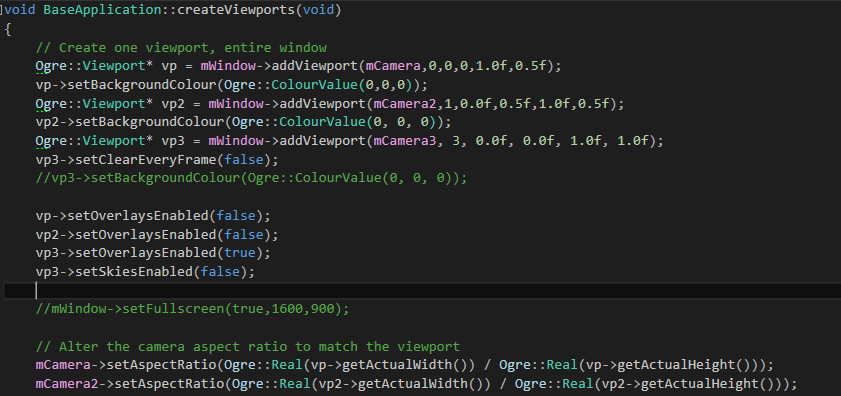 void BaseApplication::createViewports(void)
{
// Create one viewport, entire window
Ogre::Viewport* vp = mWindow->addViewport(mCamera,0,0,0,1.0f,0.5f);
vp->setBackgroundColour(Ogre::ColourValue(0,0,0));
Ogre::Viewport* vp2 = mWindow->addViewport(mCamera2,1,0.0f,0.5f,1.0f,0.5f);
vp2->setBackgroundColour(Ogre::ColourValue(0, 0, 0));
Ogre::Viewport* vp3 = mWindow->addViewport(mCamera3, 3, 0.0f, 0.0f, 1.0f, 1.0f);
vp3->setClearEveryFrame(false);
//vp3->setBackgroundColour(Ogre::ColourValue(0, 0, 0));
vp->setOverlaysEnabled(false);
vp2->setOverlaysEnabled(false);
vp3->setOverlaysEnabled(true);
vp3->setSkiesEnabled(false);
//mWindow->setFullscreen(true,1600,900);
// Alter the camera aspect ratio to match the viewport
mCamera->setAspectRatio(Ogre::Real(vp->getActualWidth()) / Ogre::Real(vp->getActualHeight()));
mCamera2->setAspectRatio(Ogre::Real(vp2->getActualWidth()) / Ogre::Real(vp2->getActualHeight()));